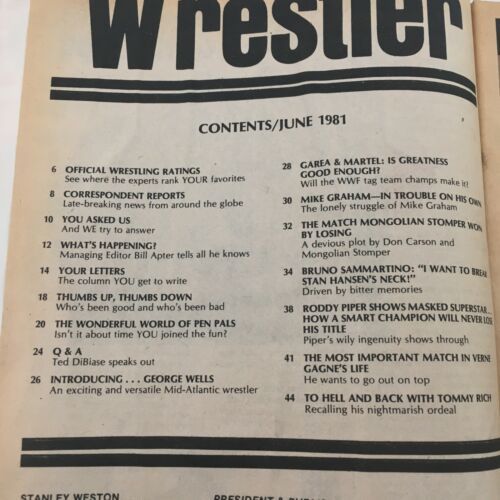 Wrestler
CONTENTS/JUNE 1981
6 OFFICIAL WRESTLING RATINGS
See where the experts rank YOUR favorites
8 CORRESPONDENT REPORTS
Late-breaking news from around the globe
10 YOU ASKED US
And WE try to answer
12 WHAT'S HAPPENING?
Managing Editor Bill Apter tells all he knows
14 YOUR LETTERS
The column YOU get to write
18 THUMBS UP, THUMBS DOWN
Who's been good and who's been bad
20 THE WONDERFUL WORLD OF PEN PALS
Isn't it about time YOU joined the fun?
24 Q & A
Ted DiBiase speaks out
26 INTRODUCING . . . GEORGE WELLS
An exciting and versatile Mid-Atlantic wrestler
28 GAREA & MARTEL: IS GREATNESS
GOOD ENOUGH?
Will the WWF tag team champs make it?
30 MIKE GRAHAM—IN TROUBLE ON HIS OWN
The lonely struggle of Mike Graham
32 THE MATCH MONGOLIAN STOMPER WON
BY LOSING
A devious plot by Don Carson and
Mongolian Stomper
34 BRUNO SAMMARTINO: "I WANT TO BREAK
STAN HANSEN'S NECK!"
Driven by bitter memories
38 RODDY PIPER SHOWS MASKED SUPERSTAR...
HOW A SMART CHAMPION WILL NEVER LOSE
HIS TITLE
Piper's wily ingenuity shows through
41 THE MOST IMPORTANT MATCH IN VERNE
GAGNE'S LIFE
He wants to go out on top
44 TO HELL AND BACK WITH TOMMY RICH
Recalling his nightmarish ordeal
STANLEY WESTON
PRESIDENT &